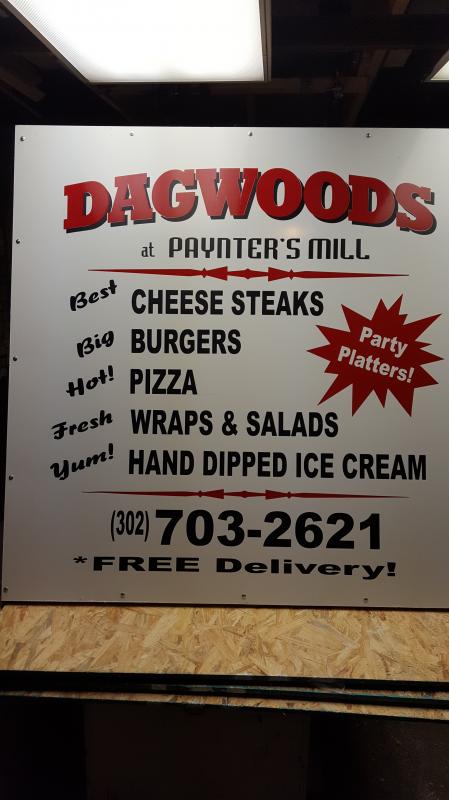 DAGWOODS
at PAYNTER'S MILL
Best CHEESE STEAKS
Big BURGERS
Hot! PIZZA
Fresh WRAPS & SALADS
Yum! HAND DIPPED ICE CREAM
Party
Platters!
(302) 703-2621
*FREE Delivery!